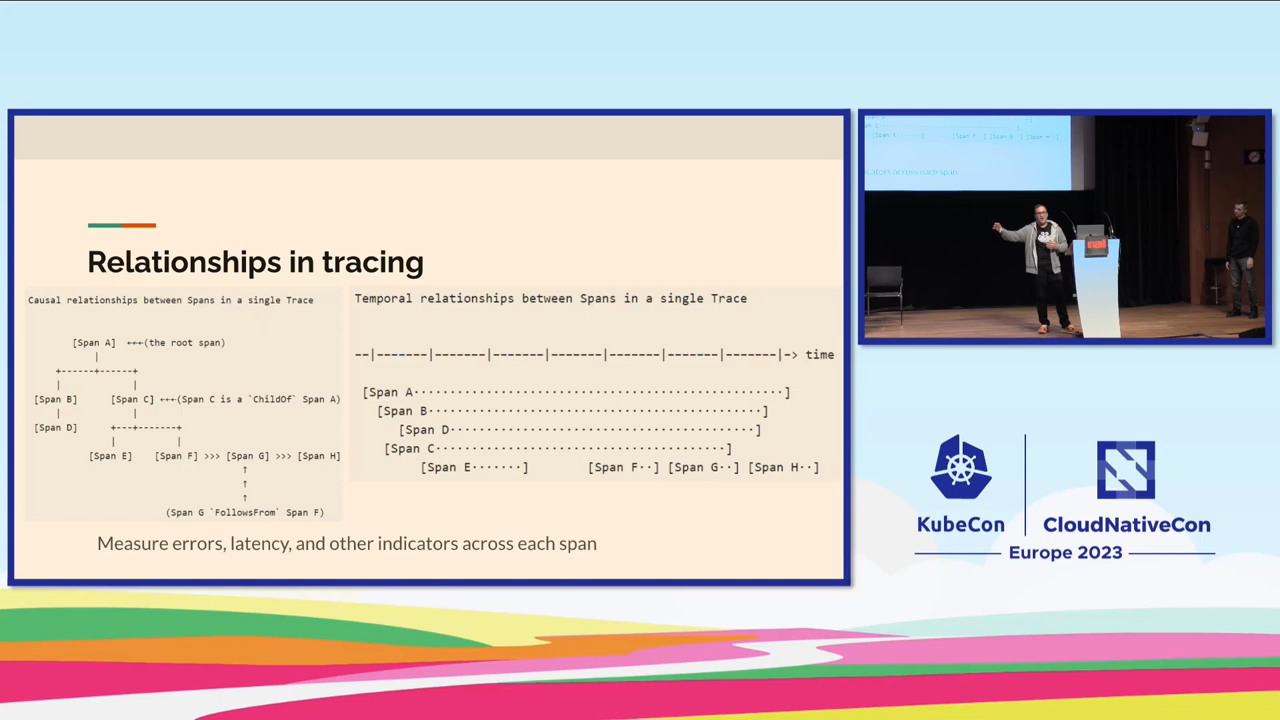 Relationships in tracing
Causal relationships between Spans in a single Trace
[Span A] ←←←(the root span)
|
+------+------+
| |
[Span B] [Span C] ←←←(Span C is a `ChildOf` Span A)
| |
[Span D] +---+-------+
| |
[Span E] [Span F] >>> [Span G] >>> [Span H]
↑
↑
↑
(Span G `FollowsFrom` Span F)
Temporal relationships between Spans in a single Trace
--|-------|-------|-------|-------|-------|-------|-------|-> time
[Span A···················································]
[Span B··············································]
[Span D··········································]
[Span C········································]
[Span E·······] [Span F··] [Span G··] [Span H··]
Measure errors, latency, and other indicators across each span
KubeCon
CloudNativeCon
Europe 2023